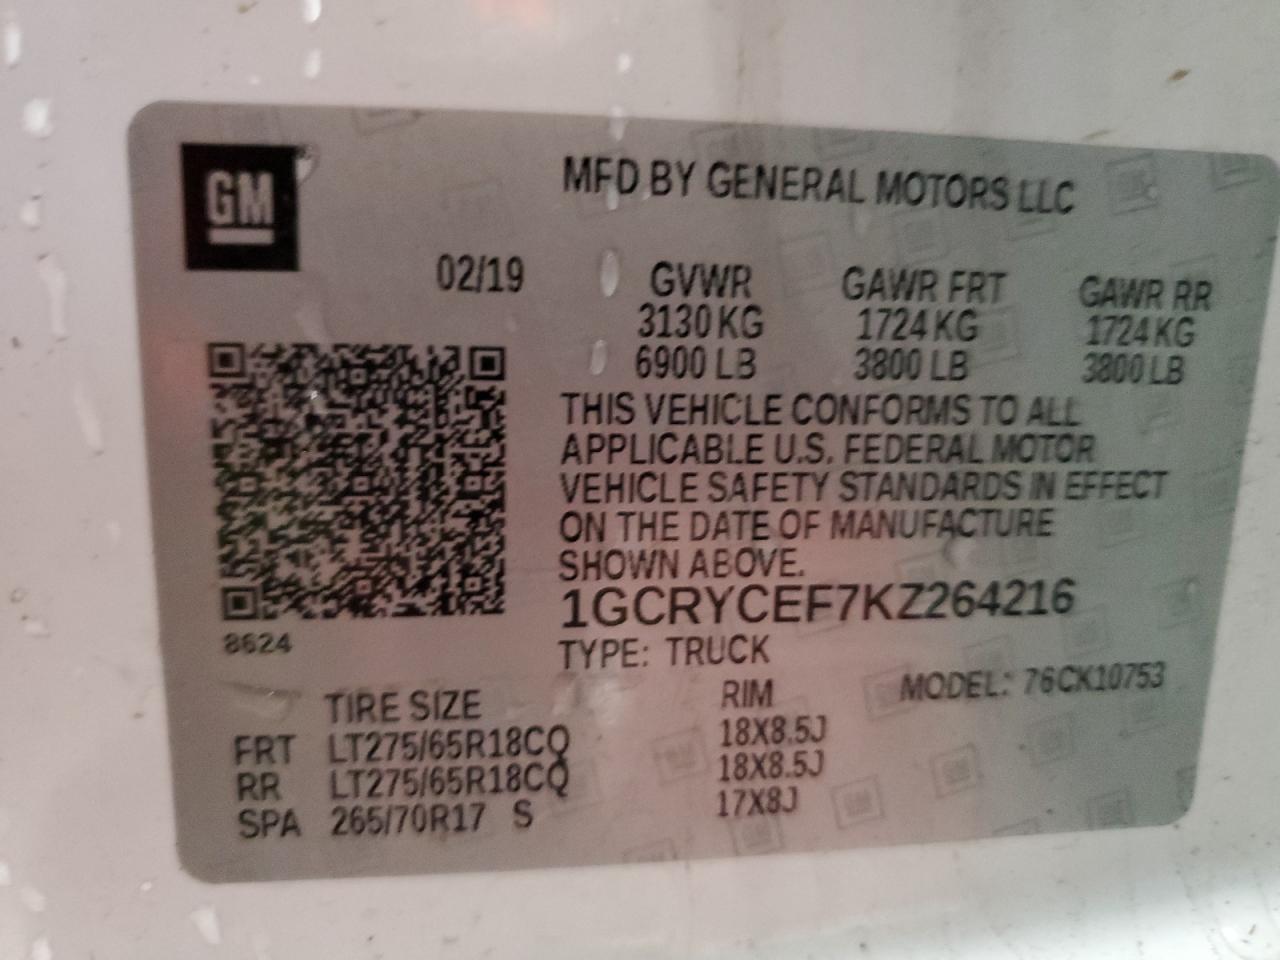 GM
MFD BY GENERAL MOTORS LLC
02/19
GVWR GAWR FRT GAWR RR
3130 KG 1724 KG 1724 KG
6900 LB 3800 LB 3800 LB
THIS VEHICLE CONFORMS TO ALL
APPLICABLE U.S. FEDERAL MOTOR
VEHICLE SAFETY STANDARDS IN EFFECT
ON THE DATE OF MANUFACTURE
SHOWN ABOVE.
1GCRYCEF7KZ264216
8624
TYPE: TRUCK
MODEL: 76CK10753
TIRE SIZE RIM
FRT LT275/65R18CQ 18X8.5J
RR LT275/65R18CQ 18X8.5J
SPA 265/70R17 S 17X8J